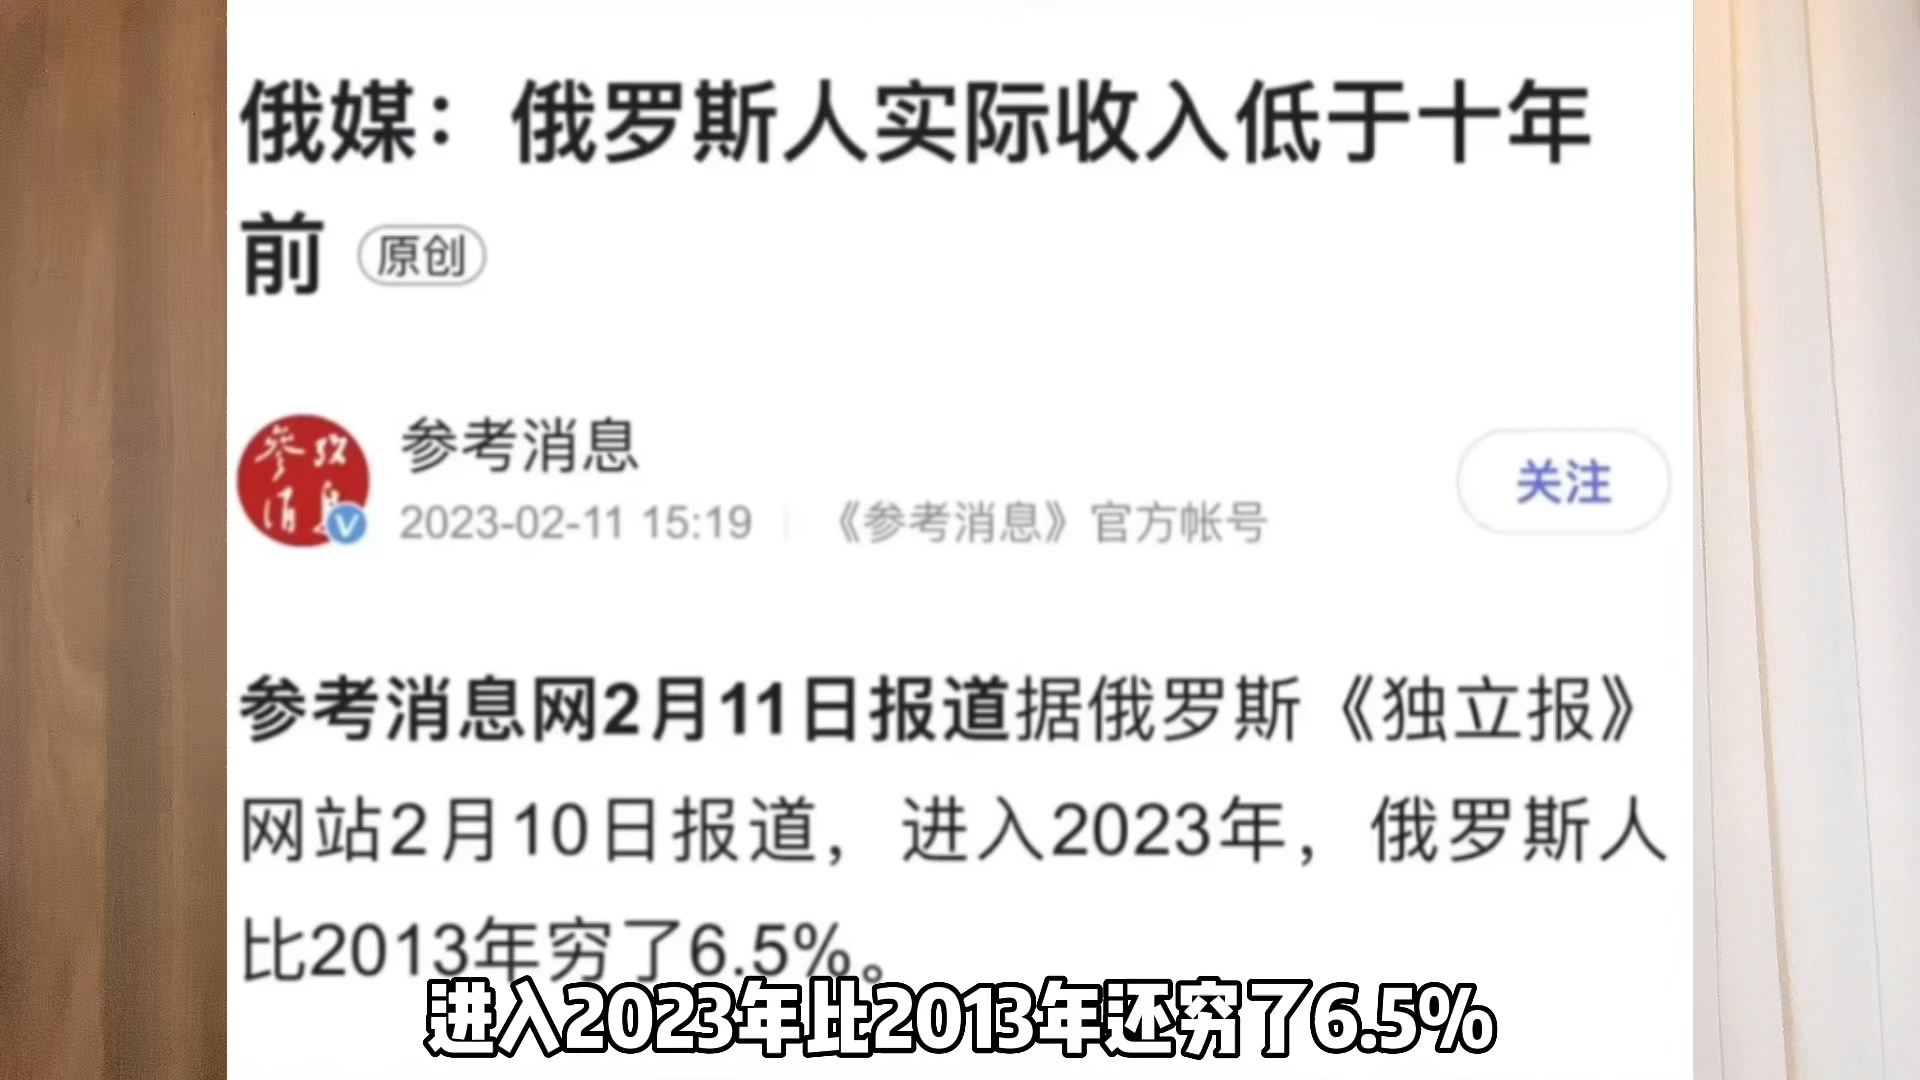 俄媒：俄罗斯人实际收入低于十年
前 原创
参考消息
2023-02-11 15:19 《参考消息》官方帐号
关注
参考消息网2月11日报道据俄罗斯《独立报》
网站2月10日报道，进入2023年，俄罗斯人
比2013年穷了6.5%。
进入2023年比2013年还穷了6.5%